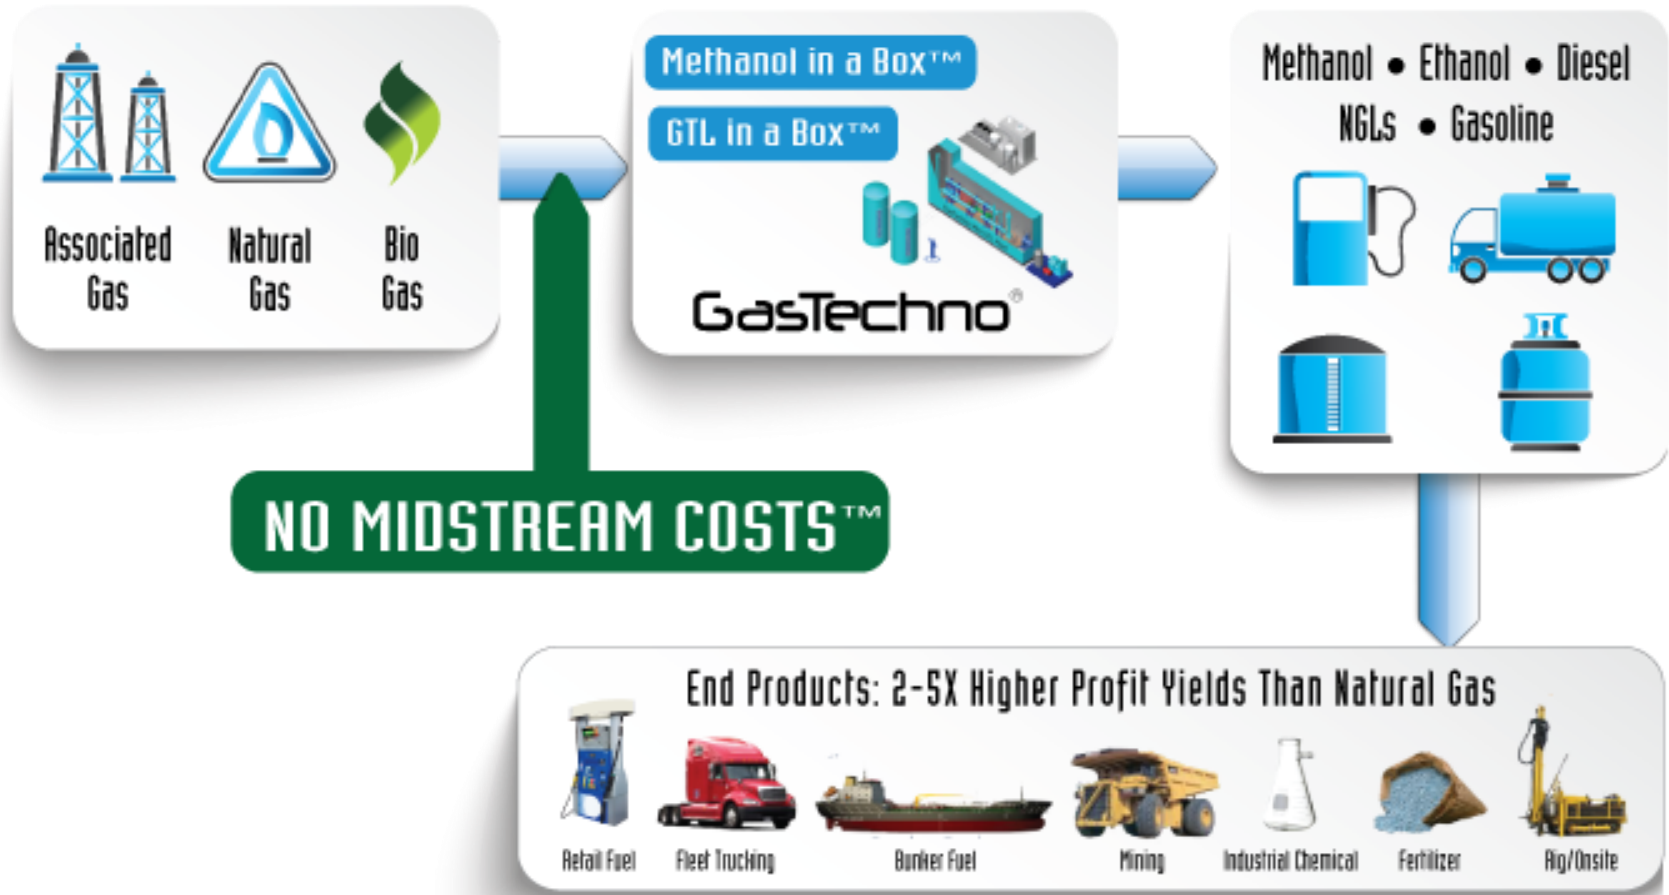 Associated
Gas
Natural
Gas
Bio
Gas
Methanol in a Box™
GTL in a Box™
GasTechno®
Methanol • Ethanol • Diesel
NGLs • Gasoline
NO MIDSTREAM COSTS™
End Products: 2-5X Higher Profit Yields Than Natural Gas
Retail Fuel
Fleet Trucking
Bunker Fuel
Mining
Industrial Chemical
Fertilizer
Rig/Onsite